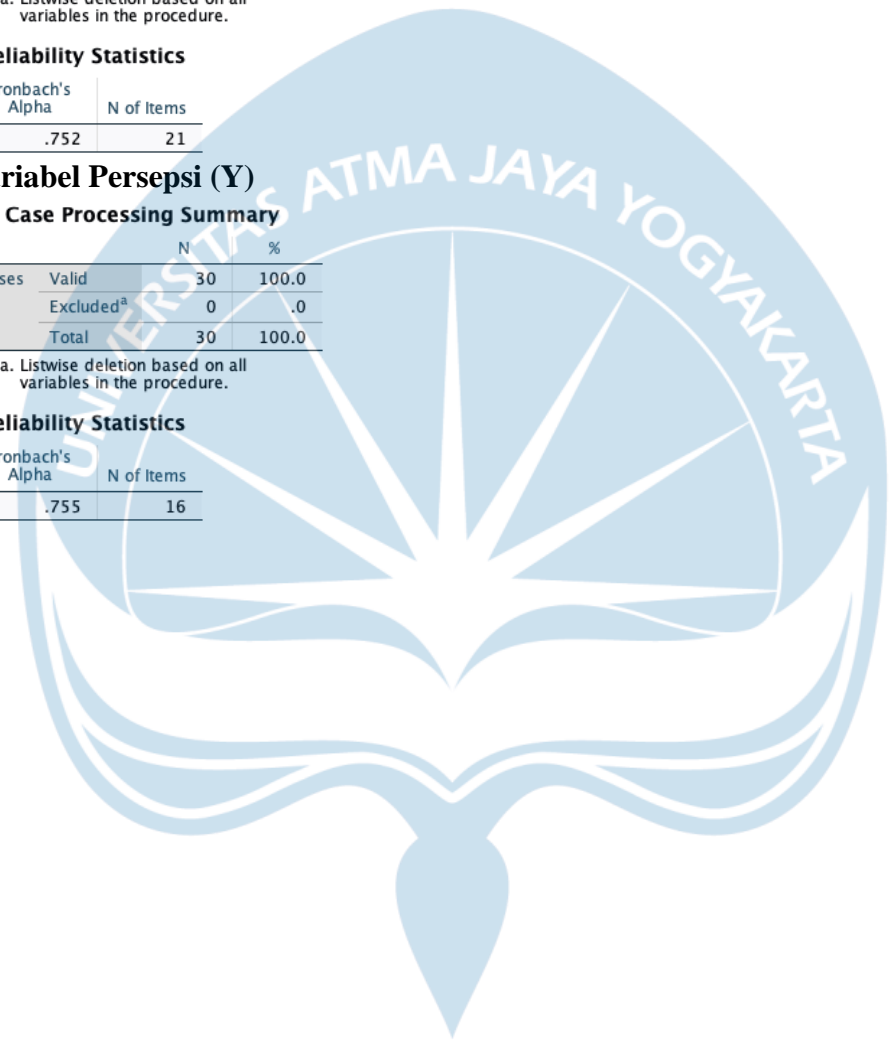 a. Listwise deletion based on all
variables in the procedure.
eliability Statistics
ronbach's
Alpha N of Items
.752 21
riabel Persepsi (Y)
Case Processing Summary
N %
ses Valid 30 100.0
Excludedᵃ 0 .0
Total 30 100.0
a. Listwise deletion based on all
variables in the procedure.
eliability Statistics
ronbach's
Alpha N of Items
.755 16
UNIVERSITAS ATMA JAYA YOGYAKARTA